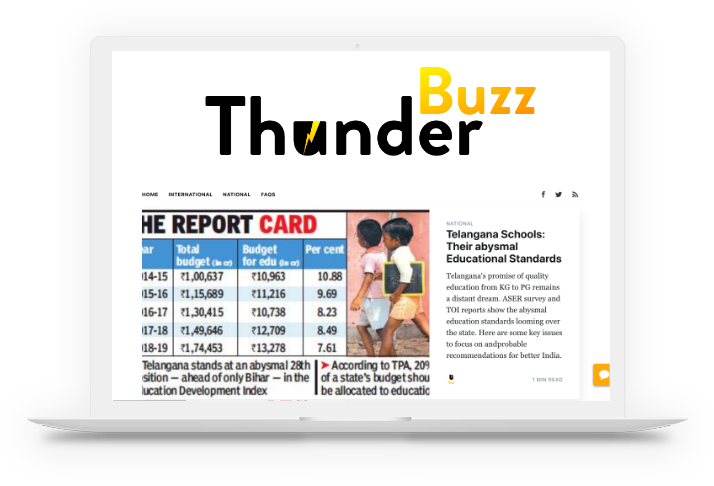 Buzz
Thunder
HOME INTERNATIONAL NATIONAL FAQS
HE REPORT CARD
ar Total budget (in cr) Budget for edu (in cr) Per cent
14-15 ₹1,00,637 ₹10,963 10.88
15-16 ₹1,15,689 ₹11,216 9.69
16-17 ₹1,30,415 ₹10,738 8.23
17-18 ₹1,49,646 ₹12,709 8.49
18-19 ₹1,74,453 ₹13,278 7.61
Telangana stands at an abysmal 28th
sition — ahead of only Bihar — in the
ucation Development Index
➤ According to TPA, 20%
of a state's budget shou
be allocated to educatio
NATIONAL
Telangana Schools:
Their abysmal
Educational Standards
Telangana's promise of quality
education from KG to PG remains
a distant dream. ASER survey and
TOI reports show the abysmal
education standards looming over
the state. Here are some key issues
to focus on andprobable
recommendations for better India.
1 MIN READ